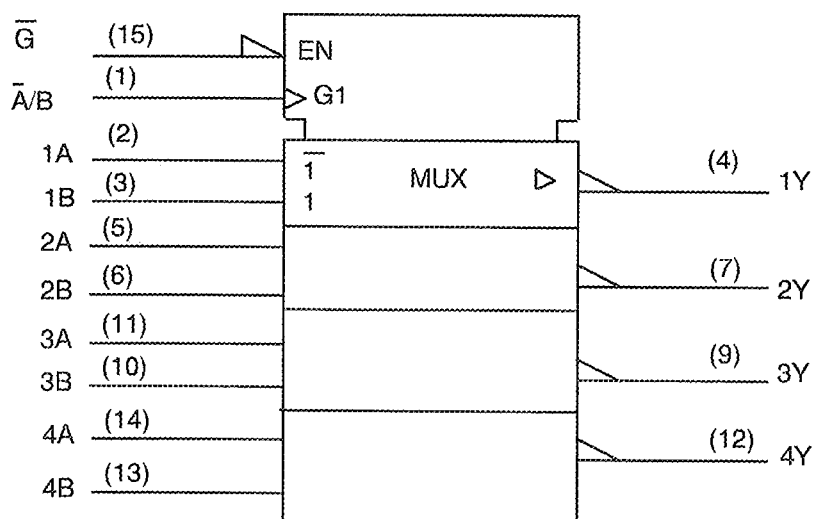 G̅ (15) EN
A̅/B (1) G1
1A (2) 1̅ MUX (4) 1Y
1B (3) 1
2A (5)
2B (6) (7) 2Y
3A (11)
3B (10) (9) 3Y
4A (14)
4B (13) (12) 4Y